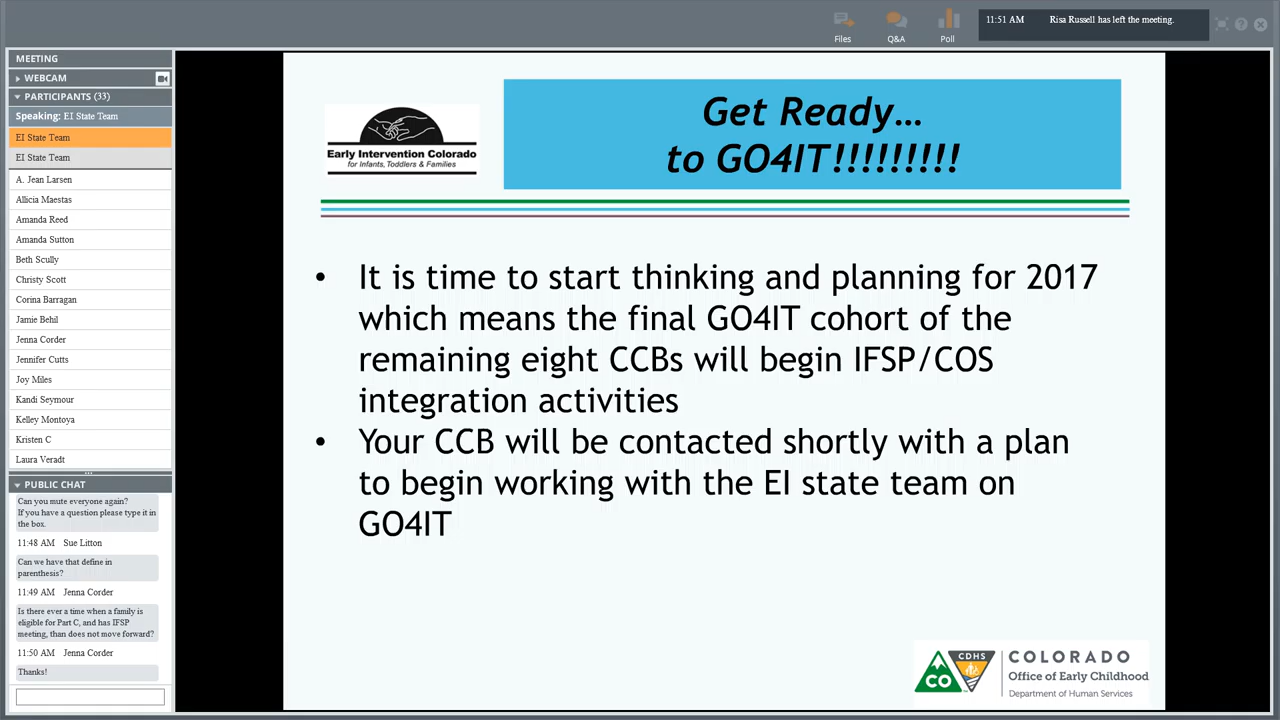 11:51 AM Risa Russell has left the meeting.
Files Q&A Poll
MEETING
WEBCAM
PARTICIPANTS (33)
Speaking: EI State Team
EI State Team
EI State Team
A. Jean Larsen
Allicia Maestas
Amanda Reed
Amanda Sutton
Beth Scully
Christy Scott
Corina Barragan
Jamie Behil
Jenna Corder
Jennifer Cutts
Joy Miles
Kandi Seymour
Kelley Montoya
Kristen C
Laura Veradt
PUBLIC CHAT
Can you mute everyone again?
If you have a question please type it in
the box.
11:48 AM Sue Litton
Can we have that define in
parenthesis?
11:49 AM Jenna Corder
Is there ever a time when a family is
eligible for Part C, and has IFSP
meeting, than does not move forward?
11:50 AM Jenna Corder
Thanks!
Early Intervention Colorado
for Infants, Toddlers & Families
Get Ready…
to GO4IT!!!!!!!!!
• It is time to start thinking and planning for 2017
which means the final GO4IT cohort of the
remaining eight CCBs will begin IFSP/COS
integration activities
• Your CCB will be contacted shortly with a plan
to begin working with the EI state team on
GO4IT
CO
CDHS
COLORADO
Office of Early Childhood
Department of Human Services